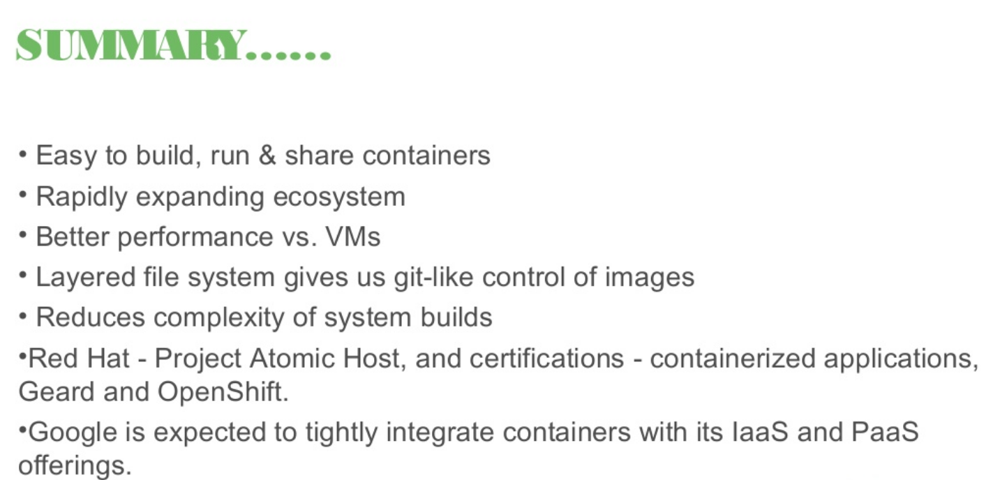 SUMMARY......
• Easy to build, run & share containers
• Rapidly expanding ecosystem
• Better performance vs. VMs
• Layered file system gives us git-like control of images
• Reduces complexity of system builds
•Red Hat - Project Atomic Host, and certifications - containerized applications,
Geard and OpenShift.
•Google is expected to tightly integrate containers with its IaaS and PaaS
offerings.